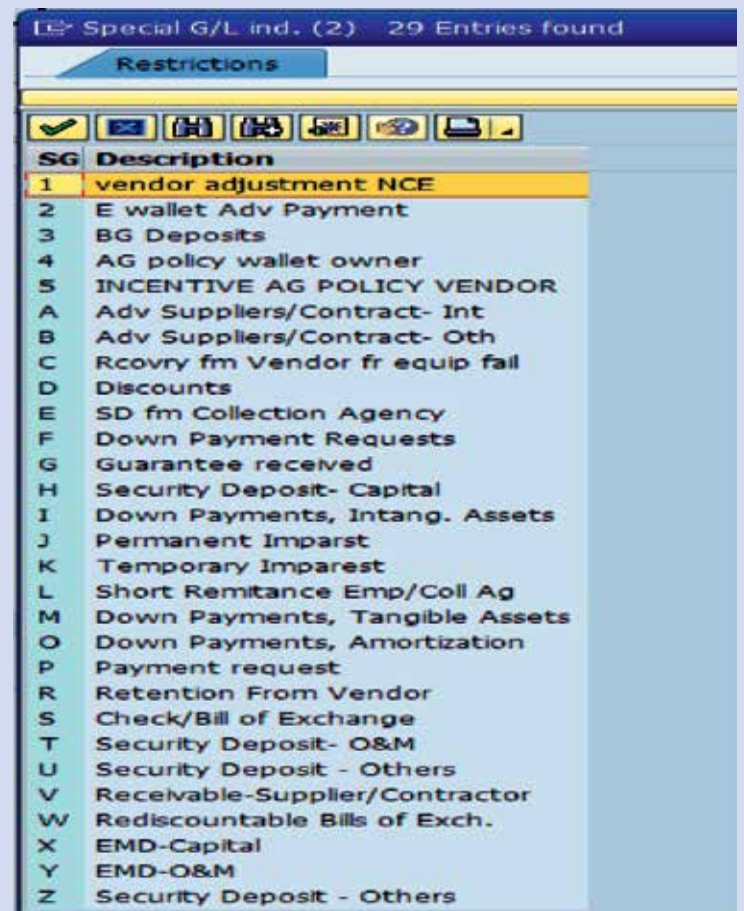 Special G/L ind. (2) 29 Entries found
Restrictions
SG Description
1 vendor adjustment NCE
2 E wallet Adv Payment
3 BG Deposits
4 AG policy wallet owner
5 INCENTIVE AG POLICY VENDOR
A Adv Suppliers/Contract- Int
B Adv Suppliers/Contract- Oth
C Rcovry fm Vendor fr equip fail
D Discounts
E SD fm Collection Agency
F Down Payment Requests
G Guarantee received
H Security Deposit- Capital
I Down Payments, Intang. Assets
J Permanent Imparst
K Temporary Imparest
L Short Remitance Emp/Coll Ag
M Down Payments, Tangible Assets
O Down Payments, Amortization
P Payment request
R Retention From Vendor
S Check/Bill of Exchange
T Security Deposit- O&M
U Security Deposit - Others
V Receivable-Supplier/Contractor
W Rediscountable Bills of Exch.
X EMD-Capital
Y EMD-O&M
Z Security Deposit - Others